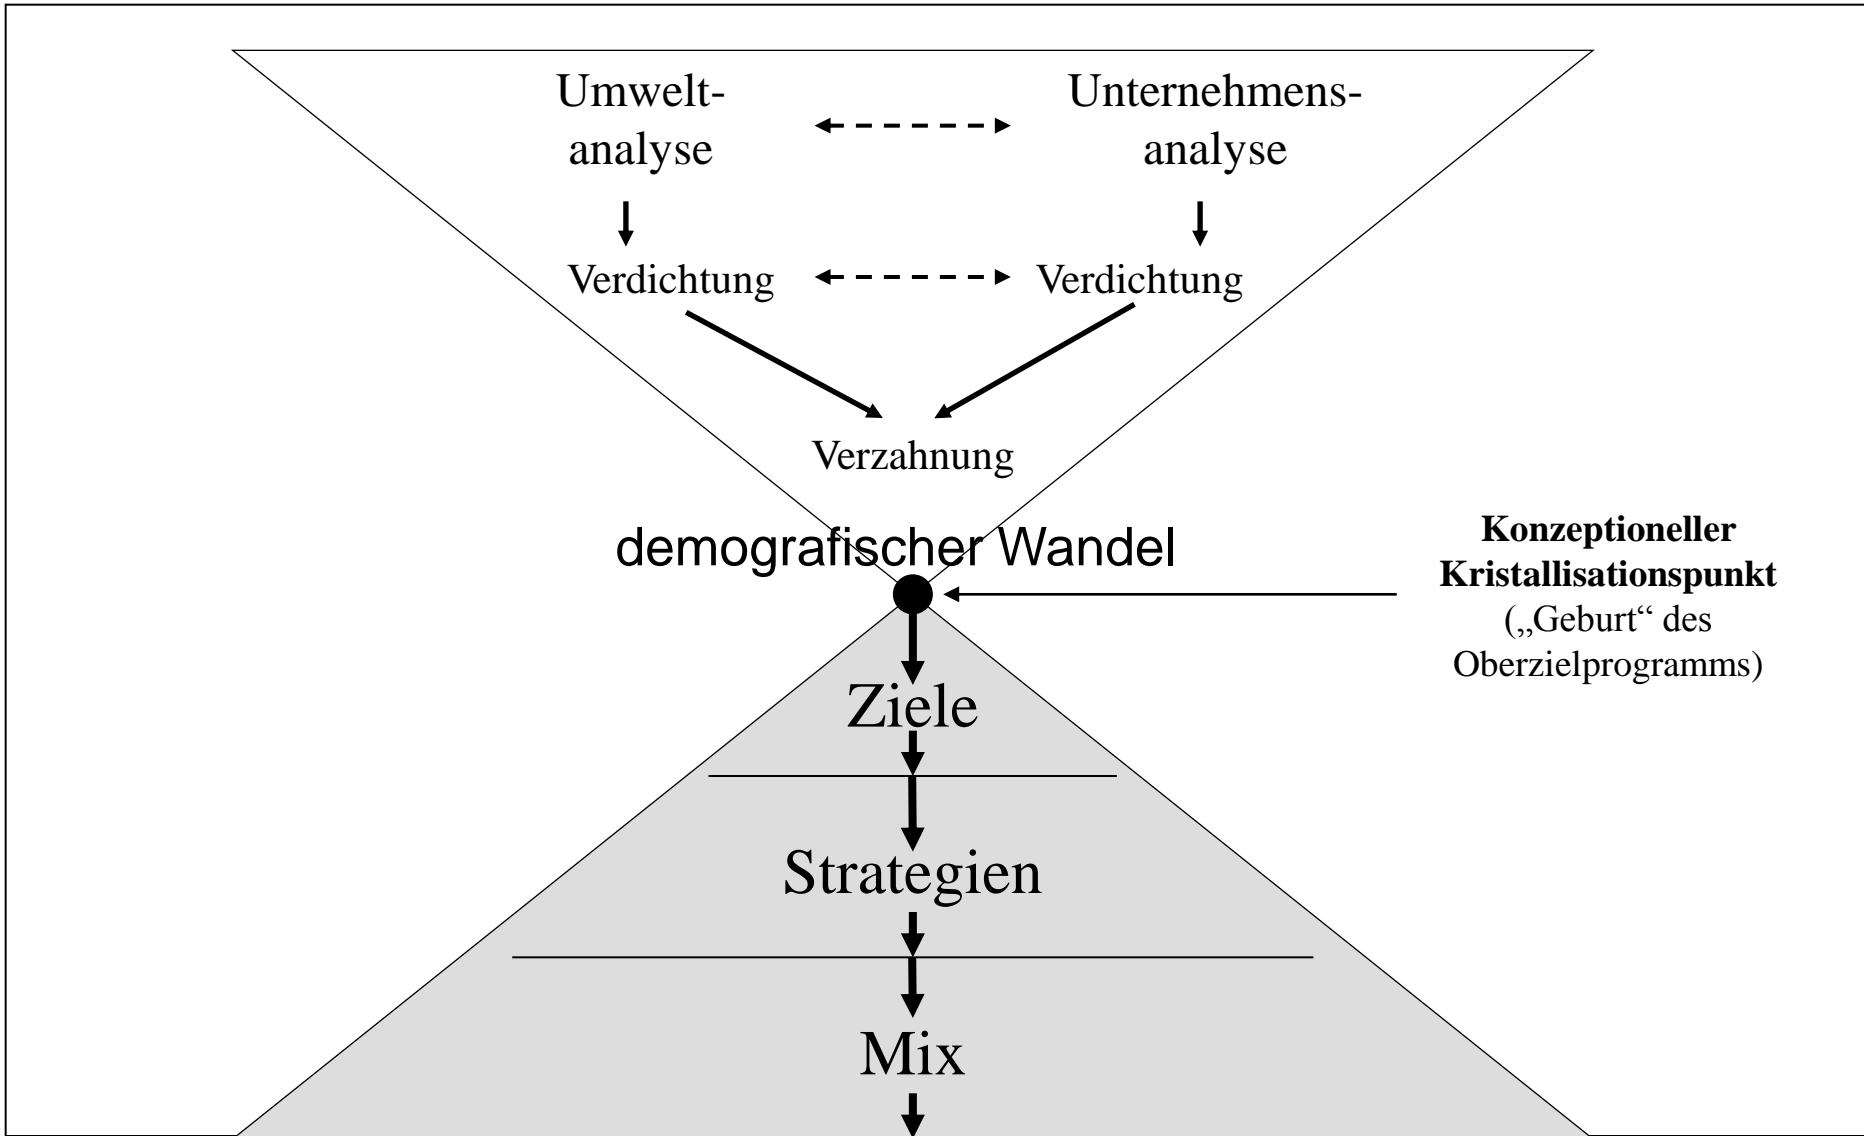 Umwelt-
analyse
Unternehmens-
analyse
Verdichtung
Verdichtung
Verzahnung
demografischer Wandel
Konzeptioneller
Kristallisationspunkt
(„Geburt“ des
Oberzielprogramms)
Ziele
Strategien
Mix